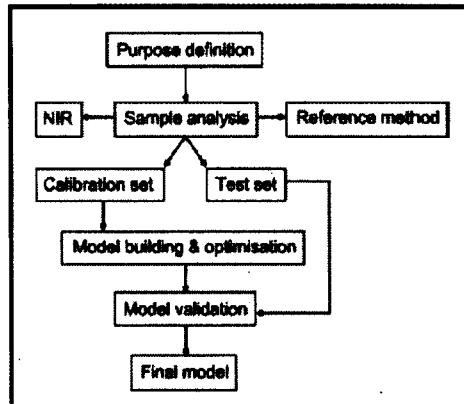 Purpose definition
NIR
Sample analysis
Reference method
Calibration set
Test set
Model building & optimisation
Model validation
Final model